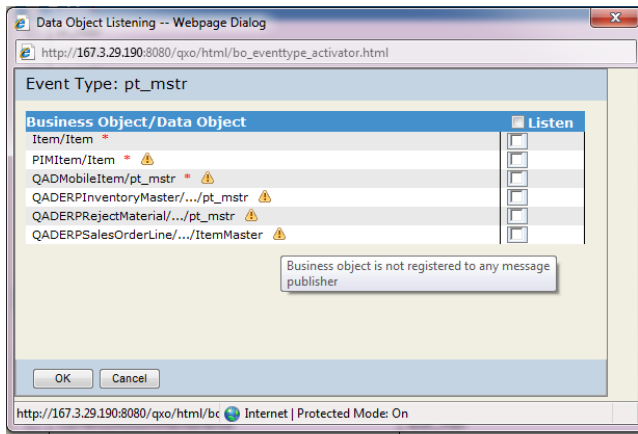 Data Object Listening -- Webpage Dialog
x
http://167.3.29.190:8080/qxo/html/bo_eventtype_activator.html
Event Type: pt_mstr
Business Object/Data Object Listen
Item/Item *
PIMItem/Item *
QADMobileItem/pt_mstr *
QADERPInventoryMaster/.../pt_mstr
QADERPRejectMaterial/.../pt_mstr
QADERPSalesOrderLine/.../ItemMaster
Business object is not registered to any message
publisher
OK Cancel
http://167.3.29.190:8080/qxo/html/bc Internet | Protected Mode: On